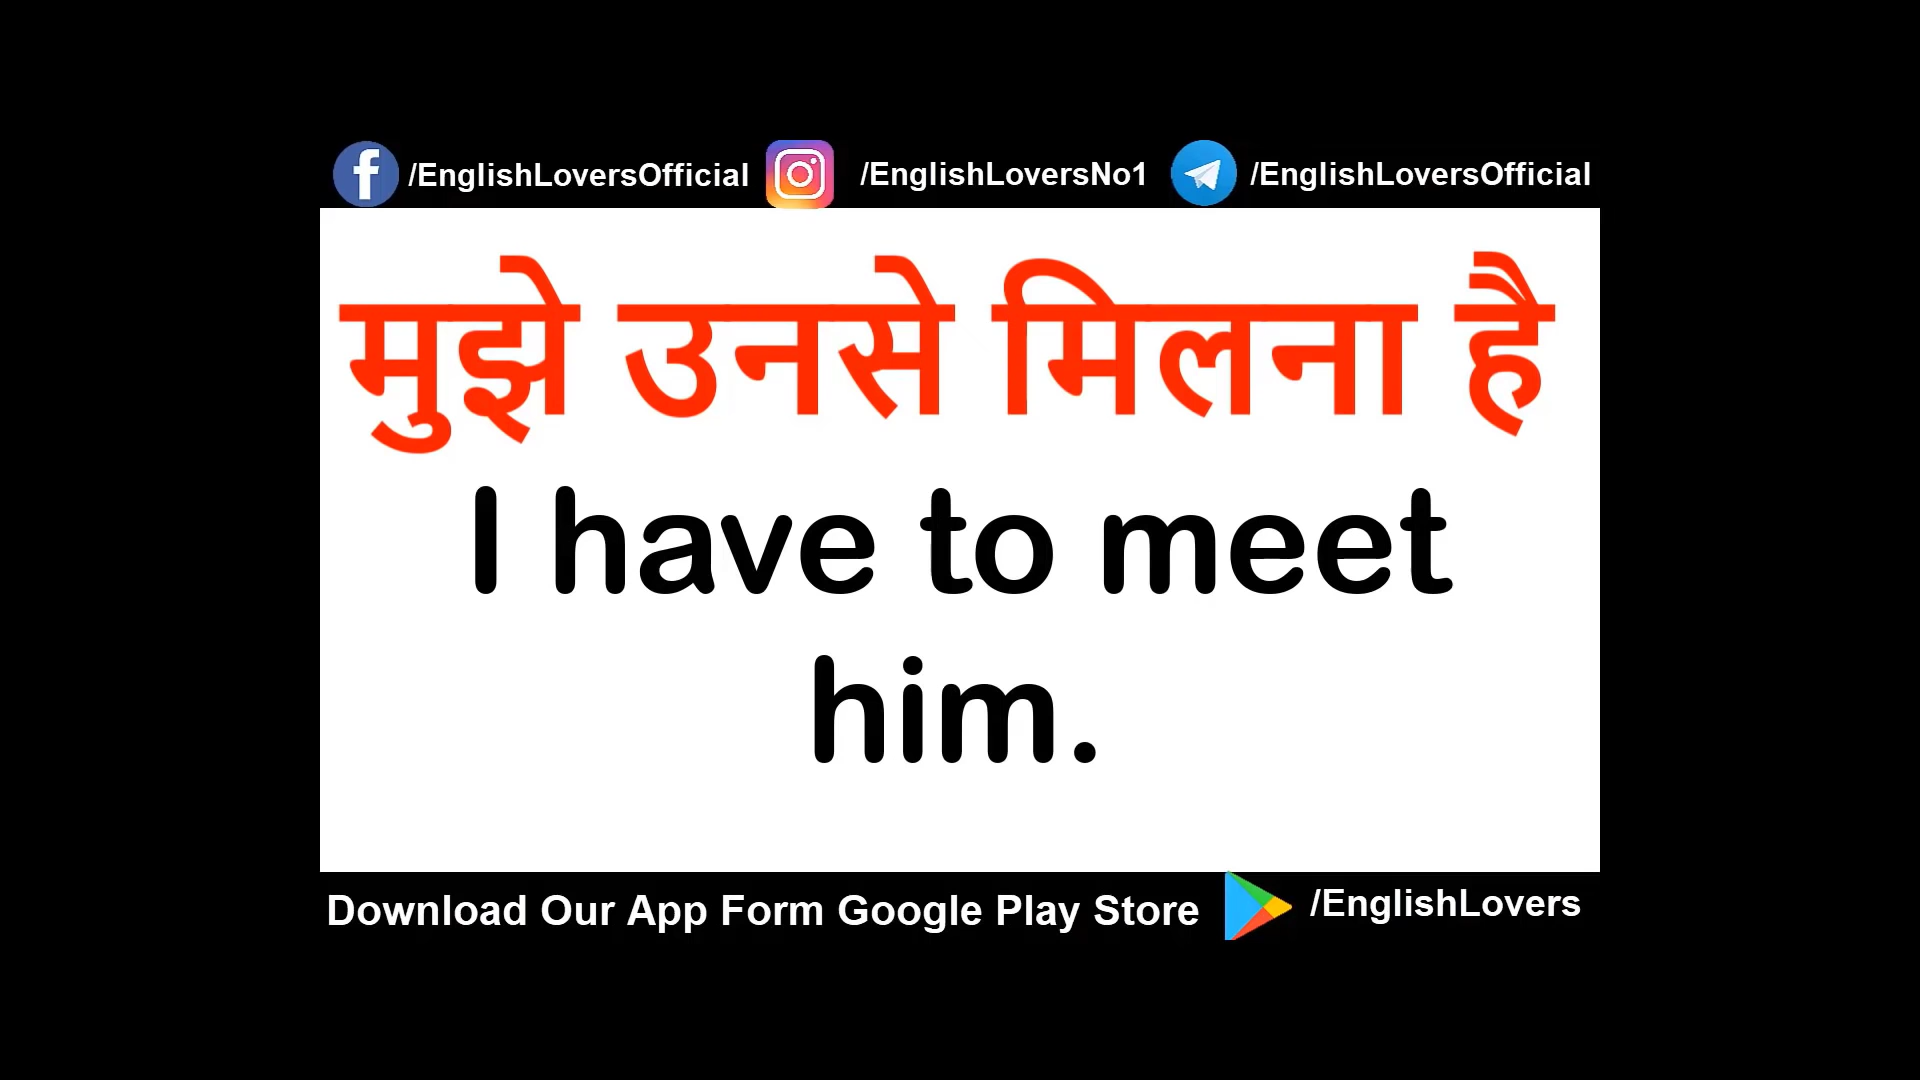 /EnglishLoversOfficial /EnglishLoversNo1 /EnglishLoversOfficial
मुझे उनसे मिलना है
I have to meet
him.
Download Our App Form Google Play Store /EnglishLovers